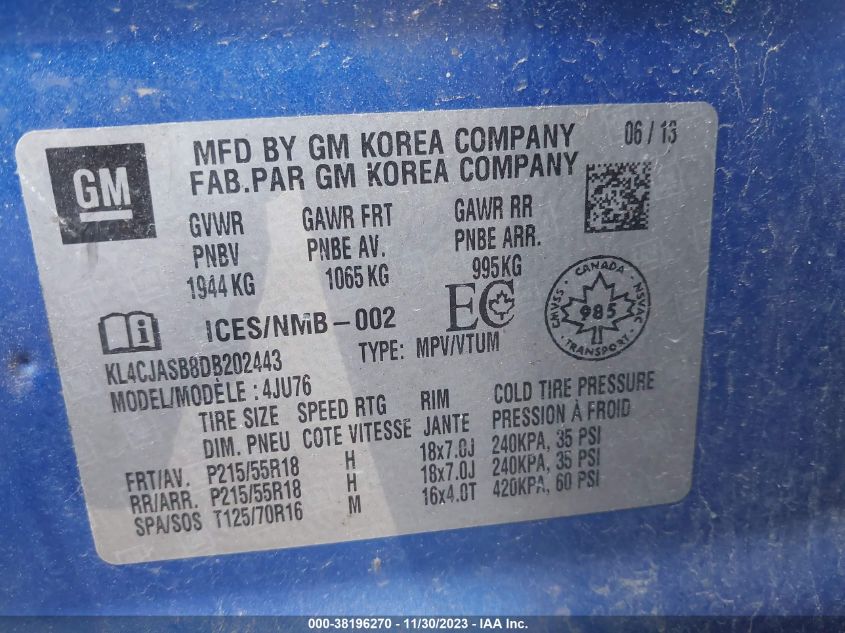 GM
MFD BY GM KOREA COMPANY
06/13
FAB.PAR GM KOREA COMPANY
GVWR GAWR FRT GAWR RR
PNBV PNBE AV. PNBE ARR.
1944 KG 1065 KG 995KG
i ICES/NMB-002 EC
CMVSS · CANADA · NSVAC
985
KL4CJASB8DB202443 TYPE: MPV/VTUM
MODEL/MODÈLE : 4JU76
TIRE SIZE SPEED RTG RIM COLD TIRE PRESSURE
DIM. PNEU COTE VITESSE JANTE PRESSION À FROID
FRT/AV. P215/55R18 H 18x7.0J 240KPA, 35 PSI
RR/ARR. P215/55R18 H 18x7.0J 240KPA, 35 PSI
SPA/SOS T125/70R16 M 16x4.0T 420KPA, 60 PSI
000-38196270 - 11/30/2023 - IAA Inc.